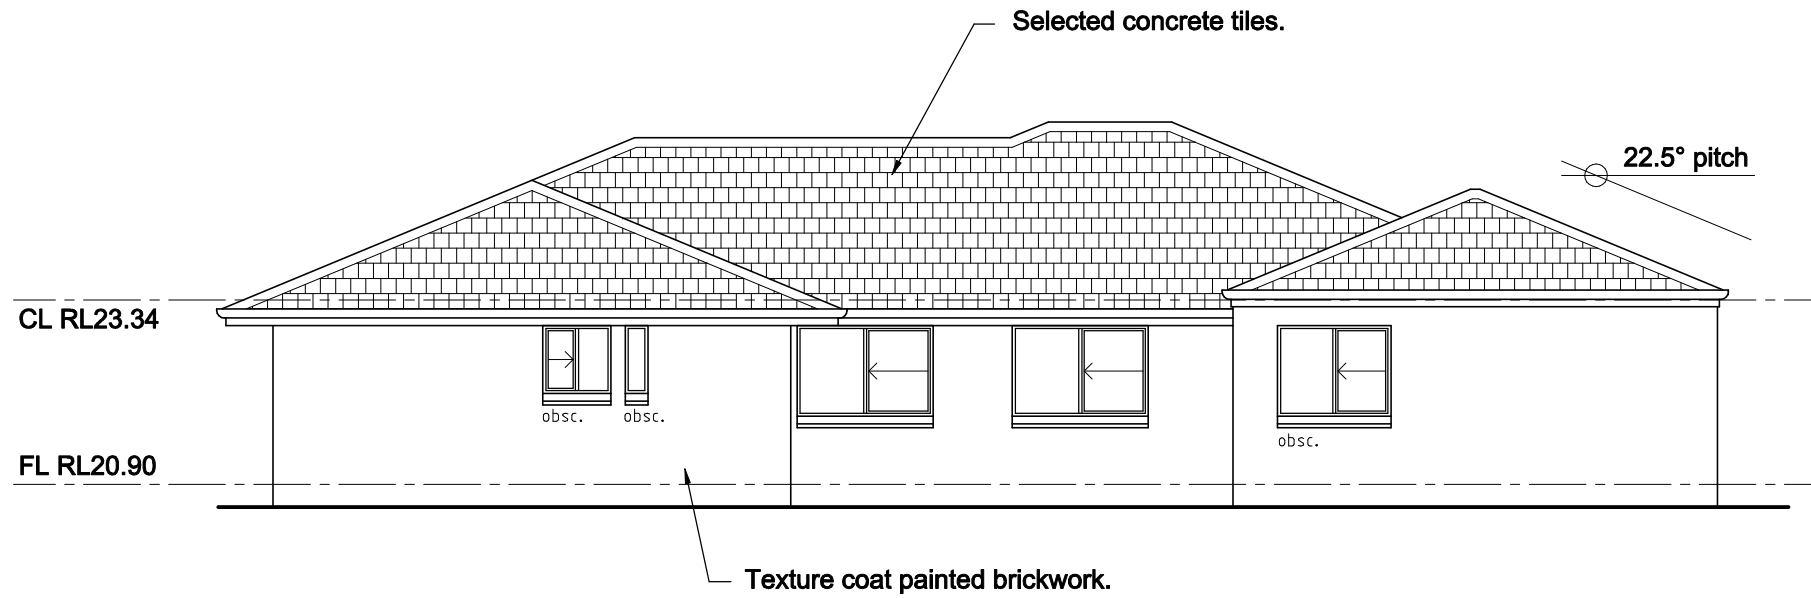 Selected concrete tiles.
22.5° pitch
CL RL23.34
obsc.
obsc.
obsc.
FL RL20.90
Texture coat painted brickwork.